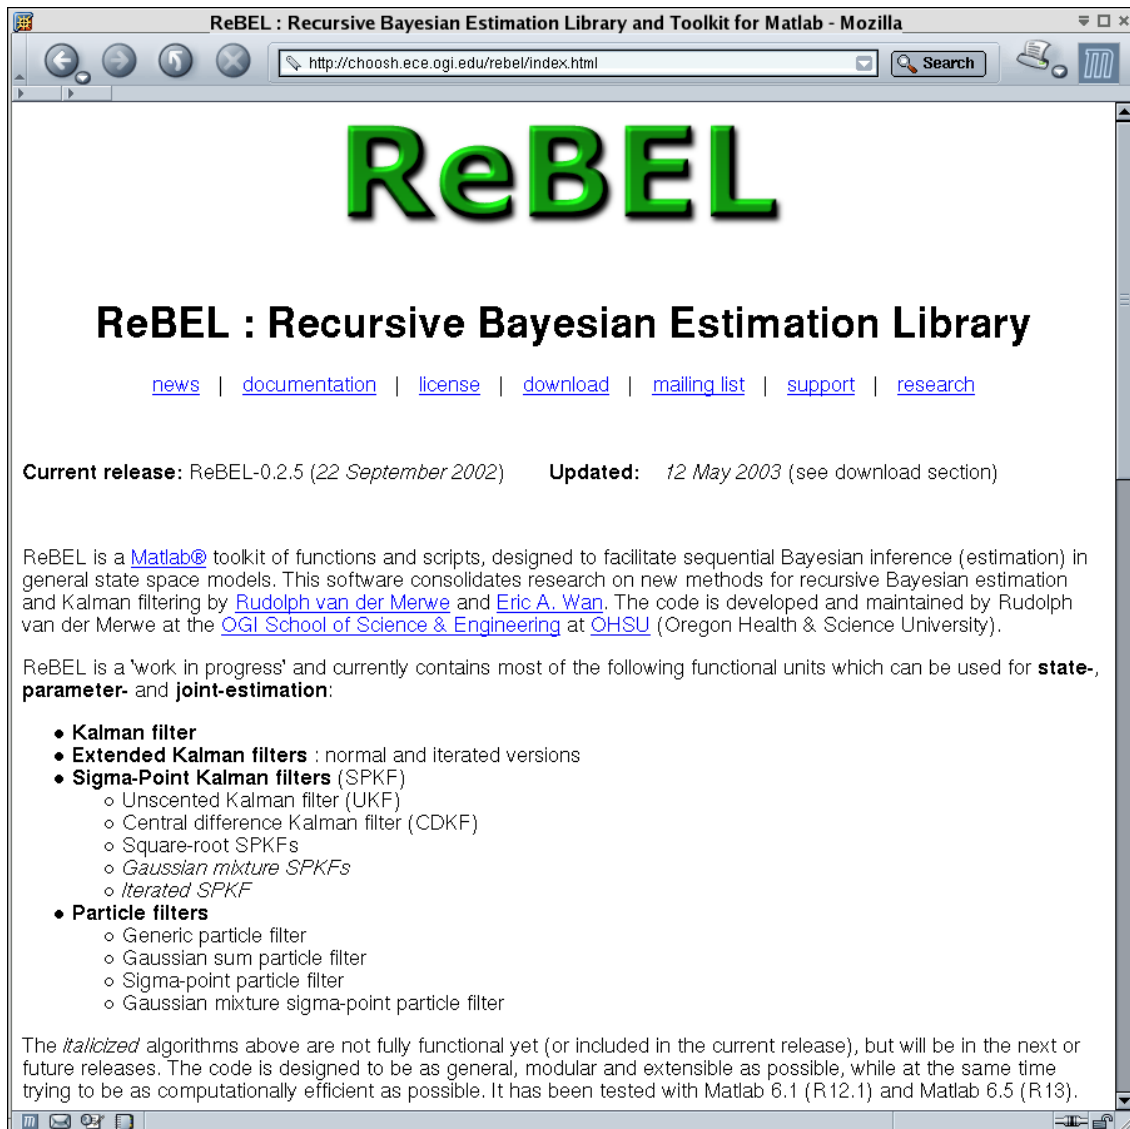 ReBEL : Recursive Bayesian Estimation Library and Toolkit for Matlab - Mozilla
http://choosh.ece.ogi.edu/rebel/index.html Search
ReBEL
ReBEL : Recursive Bayesian Estimation Library
news | documentation | license | download | mailing list | support | research
Current release: ReBEL-0.2.5 (22 September 2002) Updated: 12 May 2003 (see download section)
ReBEL is a Matlab® toolkit of functions and scripts, designed to facilitate sequential Bayesian inference (estimation) in
general state space models. This software consolidates research on new methods for recursive Bayesian estimation
and Kalman filtering by Rudolph van der Merwe and Eric A. Wan. The code is developed and maintained by Rudolph
van der Merwe at the OGI School of Science & Engineering at OHSU (Oregon Health & Science University).
ReBEL is a 'work in progress' and currently contains most of the following functional units which can be used for state-,
parameter- and joint-estimation:
• Kalman filter
• Extended Kalman filters : normal and iterated versions
• Sigma-Point Kalman filters (SPKF)
○ Unscented Kalman filter (UKF)
○ Central difference Kalman filter (CDKF)
○ Square-root SPKFs
○ Gaussian mixture SPKFs
○ Iterated SPKF
• Particle filters
○ Generic particle filter
○ Gaussian sum particle filter
○ Sigma-point particle filter
○ Gaussian mixture sigma-point particle filter
The italicized algorithms above are not fully functional yet (or included in the current release), but will be in the next or
future releases. The code is designed to be as general, modular and extensible as possible, while at the same time
trying to be as computationally efficient as possible. It has been tested with Matlab 6.1 (R12.1) and Matlab 6.5 (R13).